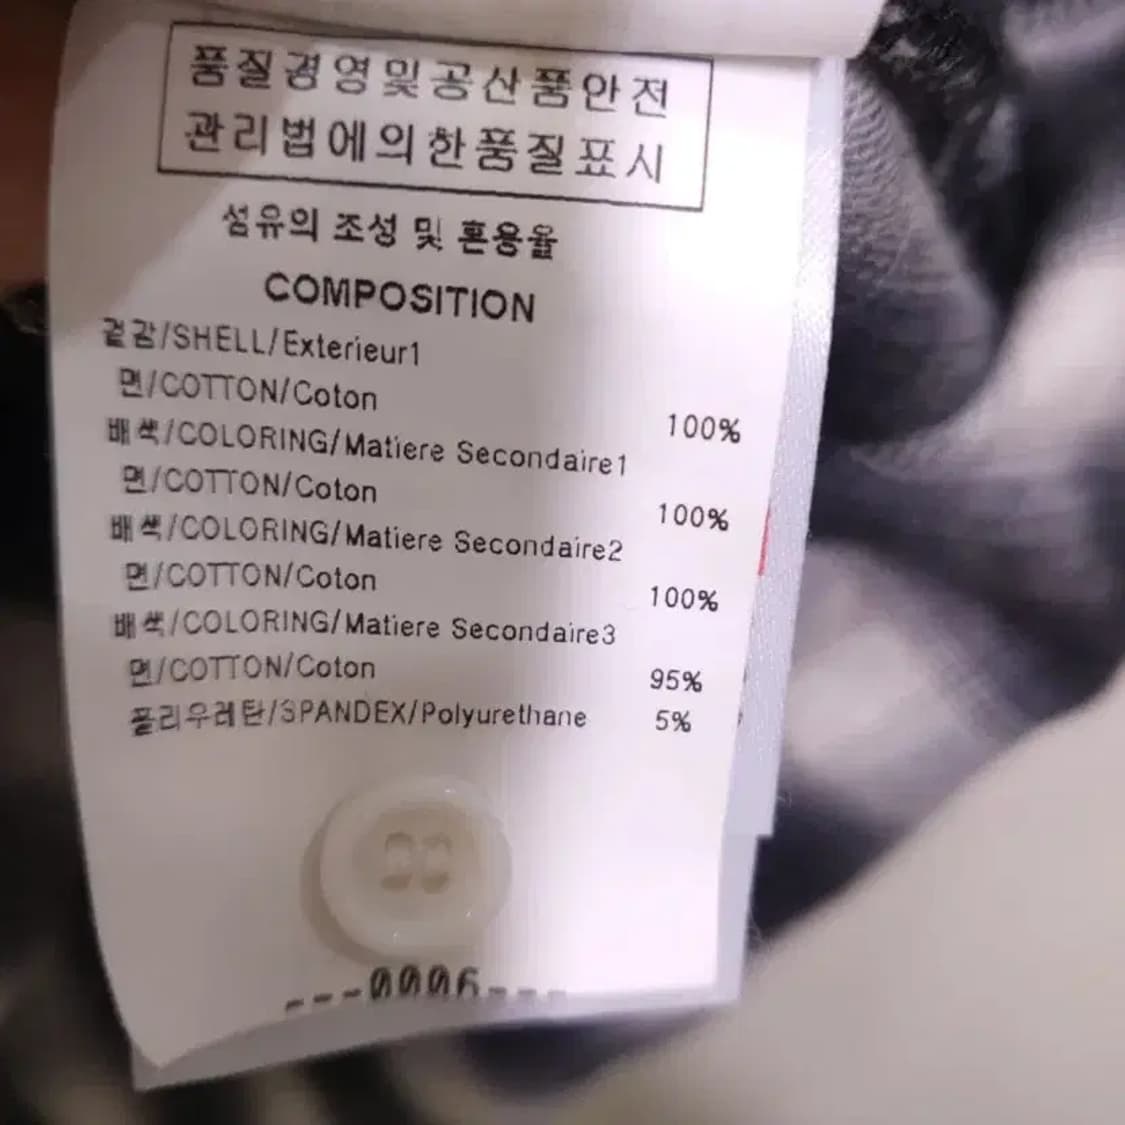 품질경영및공산품안전
관리법에의한품질표시
섬유의 조성 및 혼용율
COMPOSITION
겉감/SHELL/Exterieur1
면/COTTON/Coton 100%
배색/COLORING/Matiere Secondaire1
면/COTTON/Coton 100%
배색/COLORING/Matiere Secondaire2
면/COTTON/Coton 100%
배색/COLORING/Matiere Secondaire3
면/COTTON/Coton 95%
폴리우레탄/SPANDEX/Polyurethane 5%
---0006---